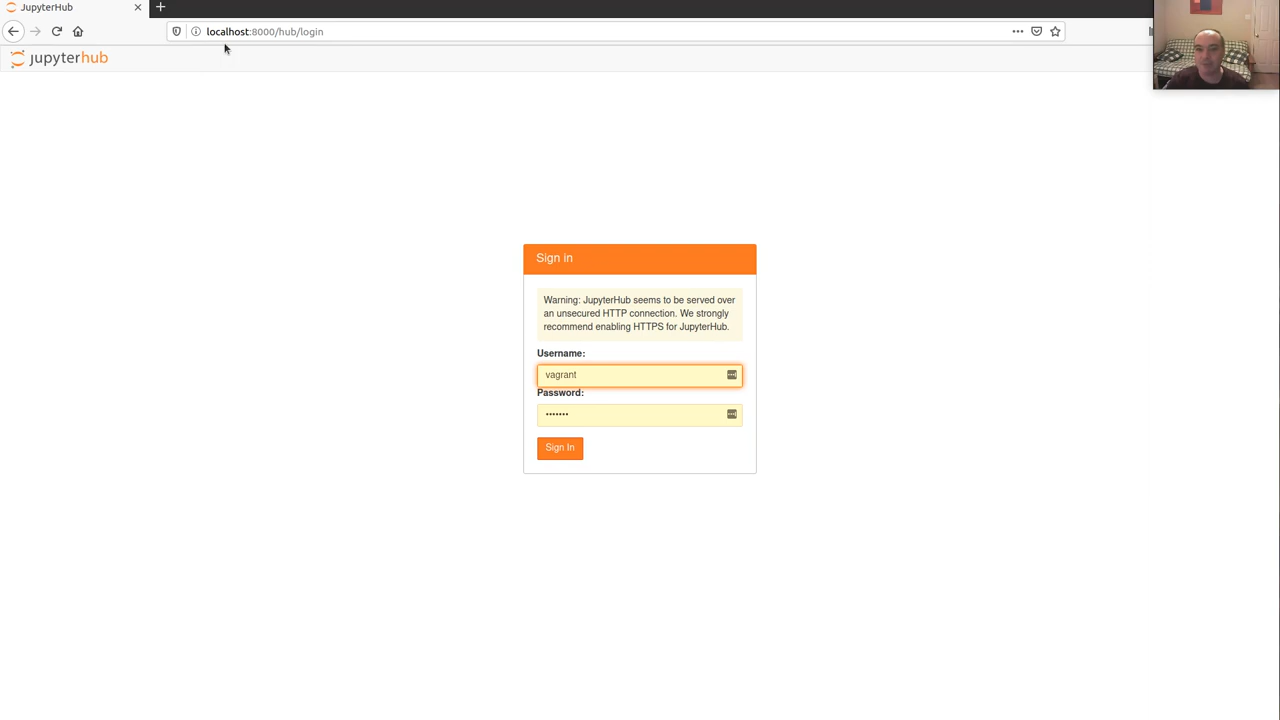 JupyterHub
localhost:8000/hub/login
jupyterhub
Sign in
Warning: JupyterHub seems to be served over
an unsecured HTTP connection. We strongly
recommend enabling HTTPS for JupyterHub.
Username:
vagrant
Password:
•••••••
Sign In